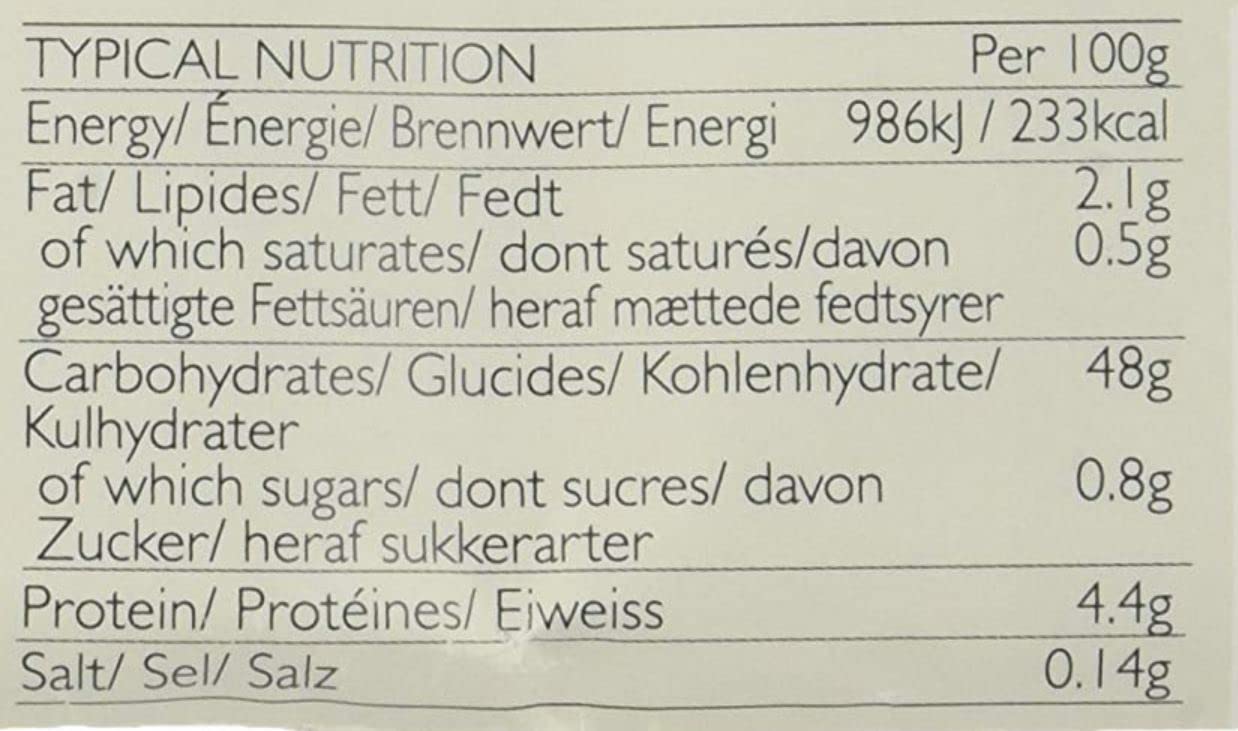 TYPICAL NUTRITION Per 100g
Energy/ Énergie/ Brennwert/ Energi 986kJ / 233kcal
Fat/ Lipides/ Fett/ Fedt 2.1g
of which saturates/ dont saturés/davon 0.5g
gesättigte Fettsäuren/ heraf mættede fedtsyrer
Carbohydrates/ Glucides/ Kohlenhydrate/ 48g
Kulhydrater
of which sugars/ dont sucres/ davon 0.8g
Zucker/ heraf sukkerarter
Protein/ Protéines/ Eiweiss 4.4g
Salt/ Sel/ Salz 0.14g